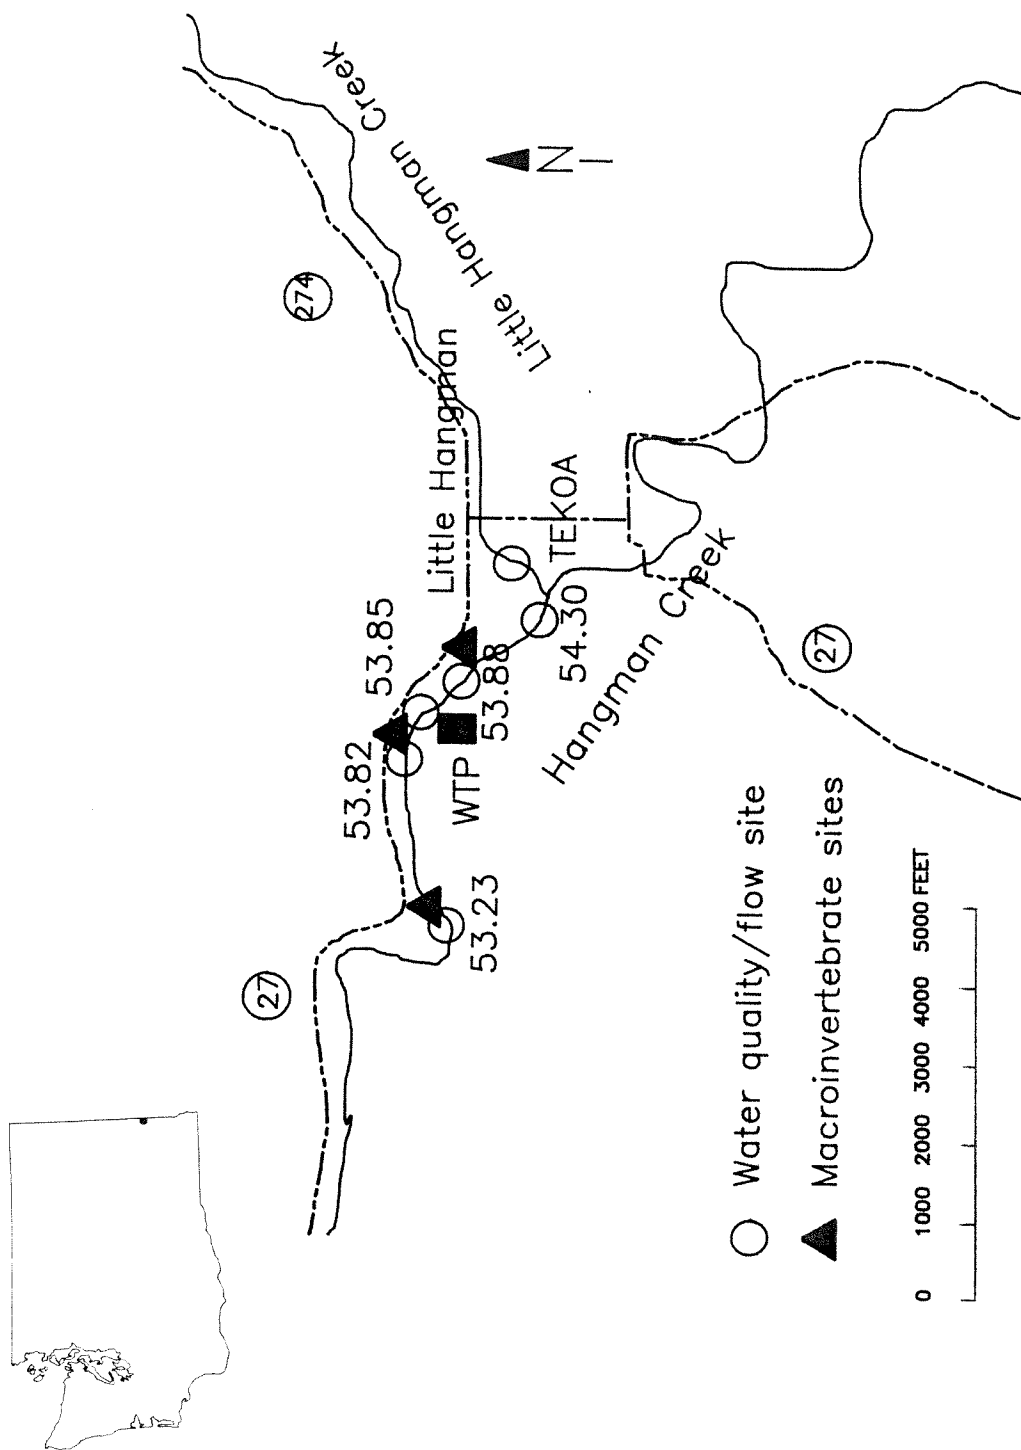 274
Little Hangman Creek
Little Hangman
TEKOA
53.85
53.88
54.30
53.82
WTP
53.23
Hangman Creek
27
27
N
Water quality/flow site
Macroinvertebrate sites
0 1000 2000 3000 4000 5000 FEET